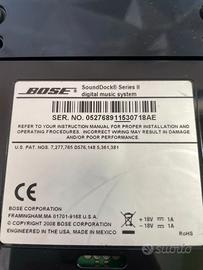 BOSE
SoundDock® Series II
digital music system
SER. NO. 052768911530718AE
REFER TO YOUR INSTRUCTION MANUAL FOR PROPER INSTALLATION AND
OPERATING PROCEDURES. INCORRECT WIRING MAY RESULT IN DAMAGE
AND/OR POOR PERFORMANCE.
U.S. PAT.NOS. 7,277,765 D576,148 5,361,381
CE
BOSE CORPORATION
FRAMINGHAM, MA 01701-9168 U.S.A.
© COPYRIGHT 2008 BOSE CORPORATION
ENGINEERED IN THE USA. MADE IN MEXICO
+ 18V 1A
- 18V 1A
subito